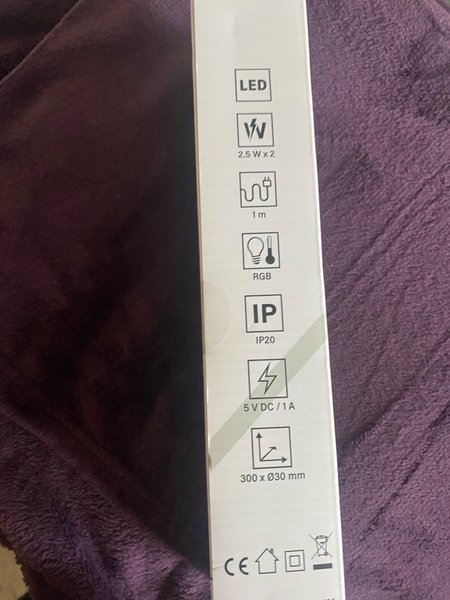 LED
2.5 W x 2
1 m
RGB
IP
IP20
5 V DC / 1 A
300 x Ø30 mm
CE